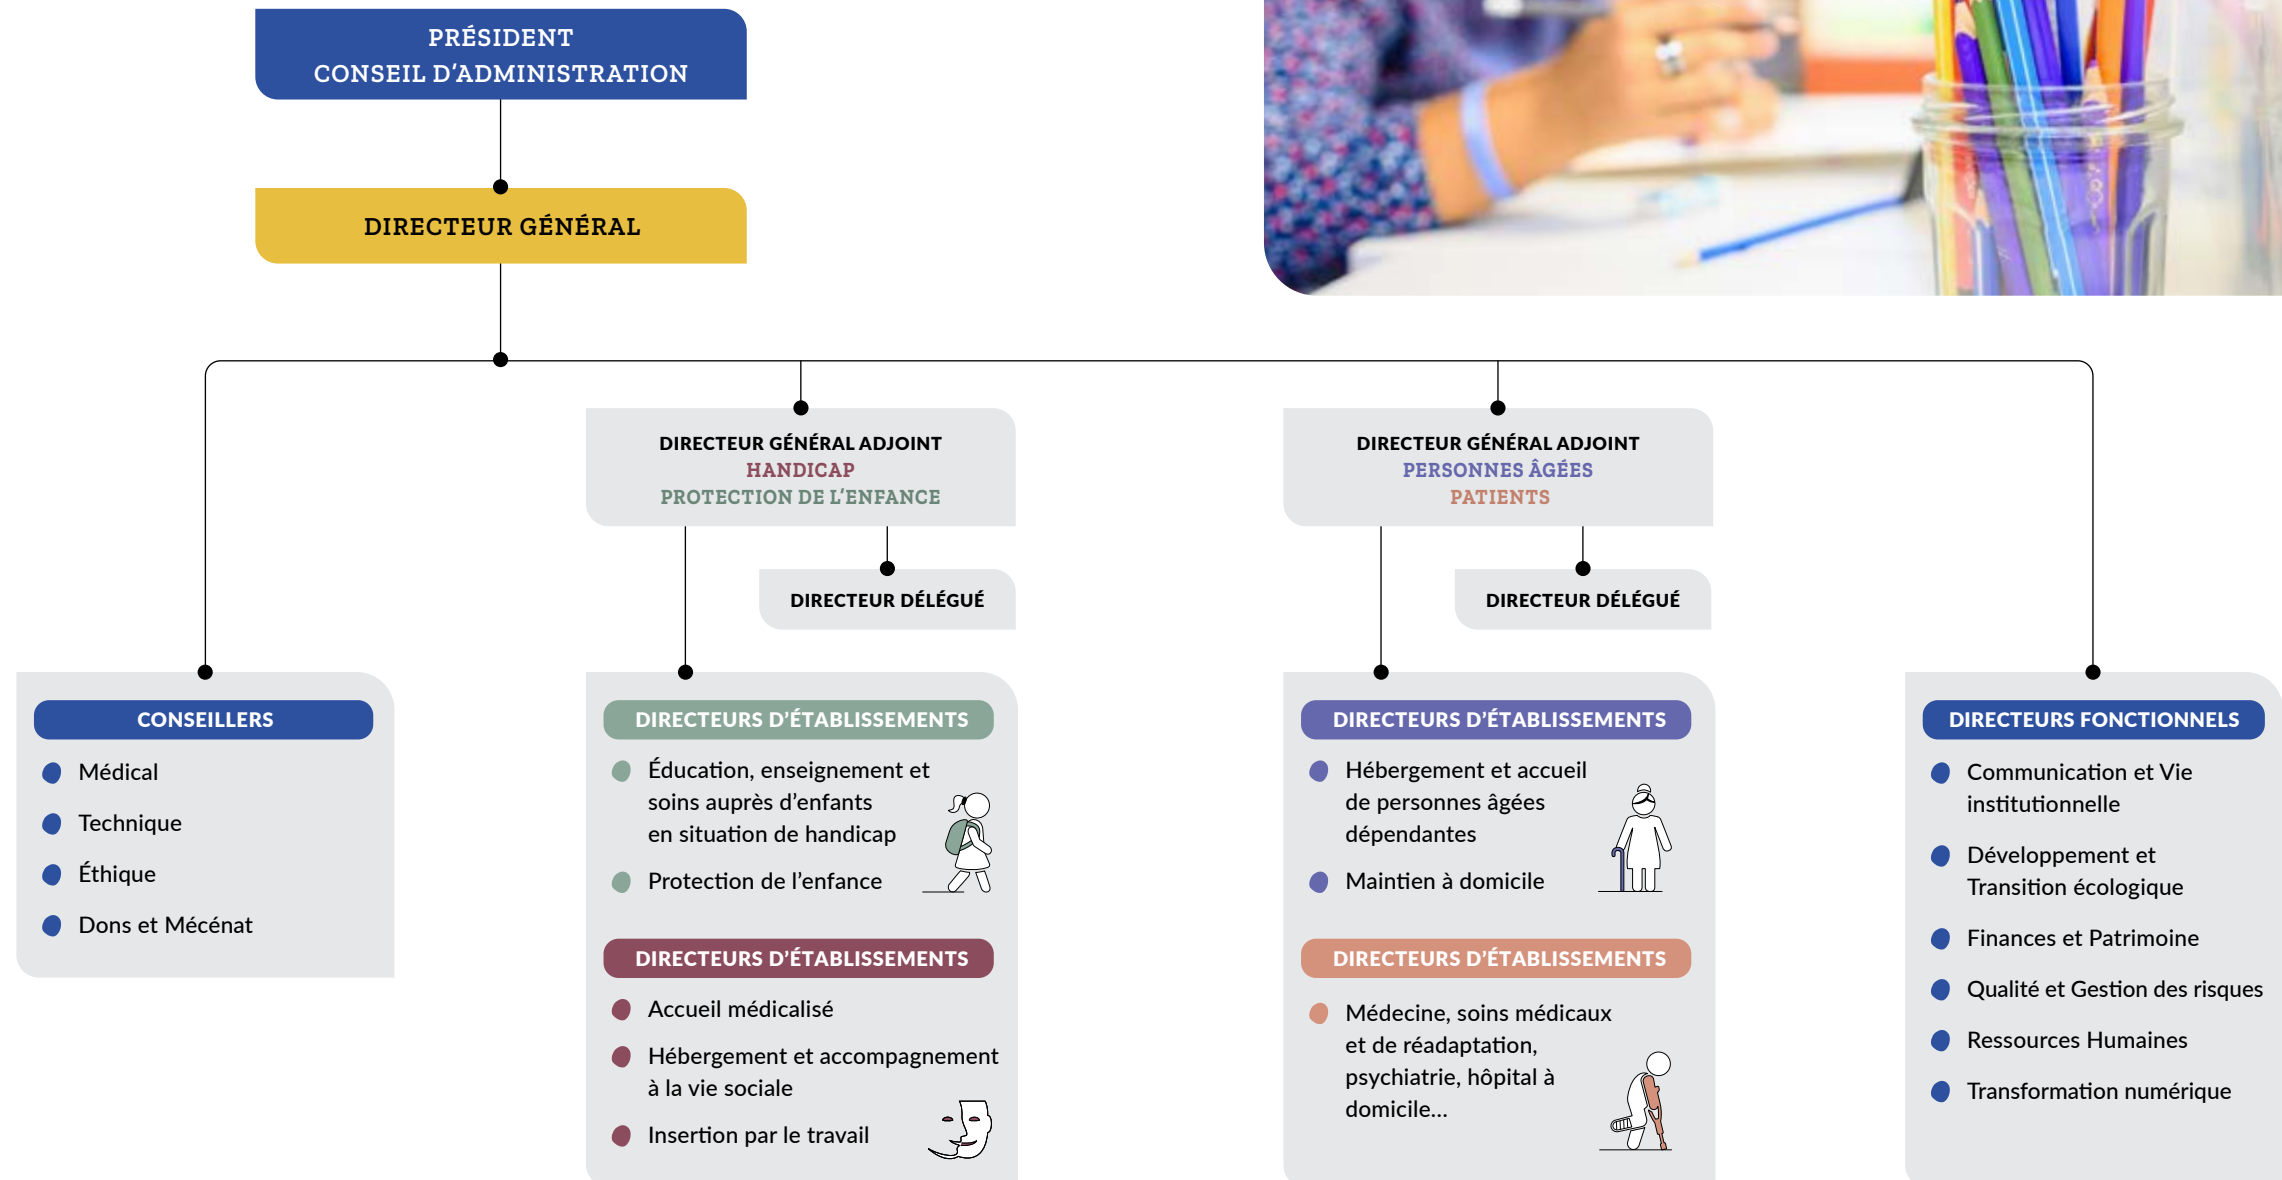 PRÉSIDENT
CONSEIL D'ADMINISTRATION
DIRECTEUR GÉNÉRAL
DIRECTEUR GÉNÉRAL ADJOINT
HANDICAP
PROTECTION DE L'ENFANCE
DIRECTEUR GÉNÉRAL ADJOINT
PERSONNES ÂGÉES
PATIENTS
DIRECTEUR DÉLÉGUÉ
DIRECTEUR DÉLÉGUÉ
CONSEILLERS
Médical
Technique
Éthique
Dons et Mécénat
DIRECTEURS D'ÉTABLISSEMENTS
Éducation, enseignement et
soins auprès d'enfants
en situation de handicap
Protection de l'enfance
DIRECTEURS D'ÉTABLISSEMENTS
Accueil médicalisé
Hébergement et accompagnement
à la vie sociale
Insertion par le travail
DIRECTEURS D'ÉTABLISSEMENTS
Hébergement et accueil
de personnes âgées
dépendantes
Maintien à domicile
DIRECTEURS D'ÉTABLISSEMENTS
Médecine, soins médicaux
et de réadaptation,
psychiatrie, hôpital à
domicile...
DIRECTEURS FONCTIONNELS
Communication et Vie
institutionnelle
Développement et
Transition écologique
Finances et Patrimoine
Qualité et Gestion des risques
Ressources Humaines
Transformation numérique